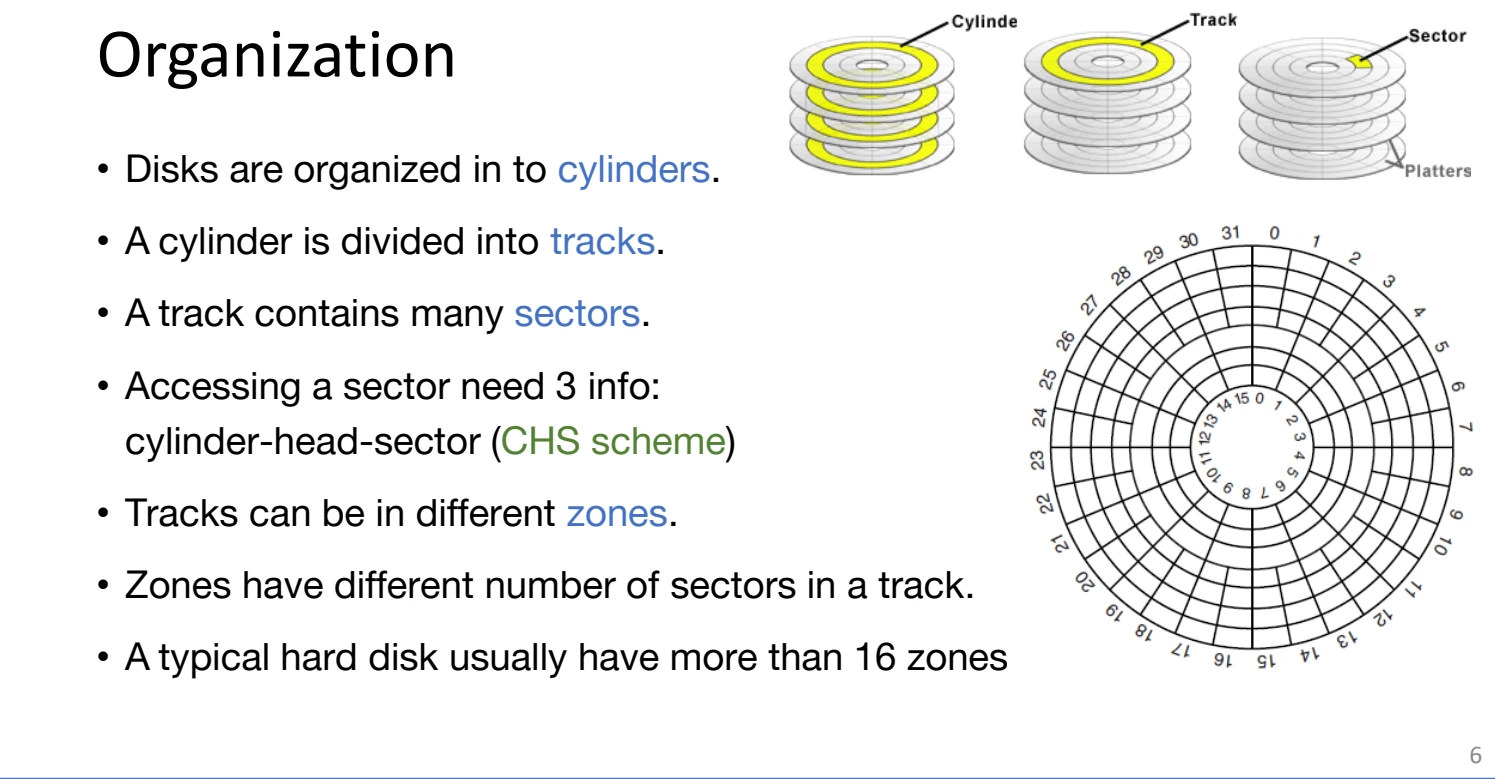 Organization
Cylinde
Track
Sector
Platters
• Disks are organized in to cylinders.
• A cylinder is divided into tracks.
• A track contains many sectors.
• Accessing a sector need 3 info:
cylinder-head-sector (CHS scheme)
• Tracks can be in different zones.
• Zones have different number of sectors in a track.
• A typical hard disk usually have more than 16 zones
0 1 2 3 4 5 6 7 8 9 10 11 12 13 14 15 16 17 18 19 20 21 22 23 24 25 26 27 28 29 30 31
0 1 2 3 4 5 6 7 8 9 10 11 12 13 14 15
6